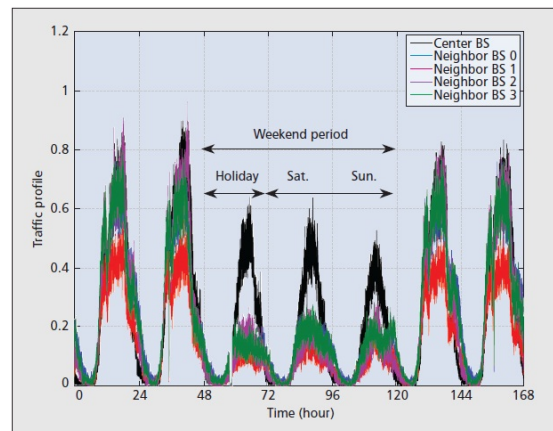 1.2
1
0.8
0.6
0.4
0.2
0
Traffic profile
Center BS
Neighbor BS 0
Neighbor BS 1
Neighbor BS 2
Neighbor BS 3
Weekend period
Holiday Sat. Sun.
0 24 48 72 96 120 144 168
Time (hour)